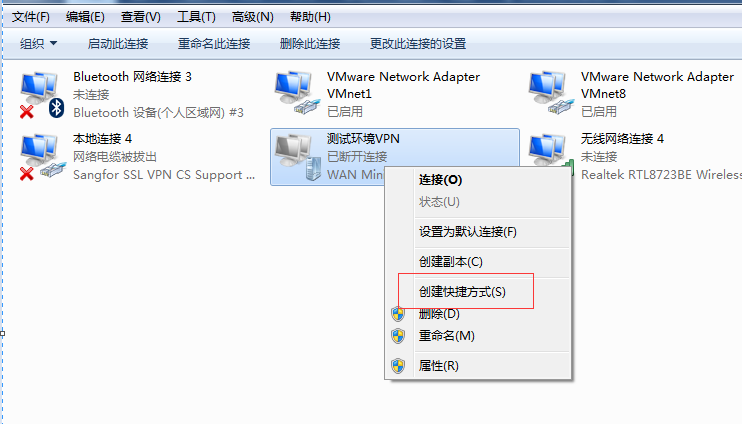 文件(F) 编辑(E) 查看(V) 工具(T) 高级(N) 帮助(H)
组织 启动此连接 重命名此连接 删除此连接 更改此连接的设置
Bluetooth 网络连接 3
未连接
Bluetooth 设备(个人区域网) #3
VMware Network Adapter
VMnet1
已启用
VMware Network Adapter
VMnet8
已启用
本地连接 4
网络电缆被拔出
Sangfor SSL VPN CS Support ...
测试环境VPN
已断开连接
WAN Min
无线网络连接 4
未连接
Realtek RTL8723BE Wireless
连接(O)
状态(U)
设置为默认连接(F)
创建副本(C)
创建快捷方式(S)
删除(D)
重命名(M)
属性(R)